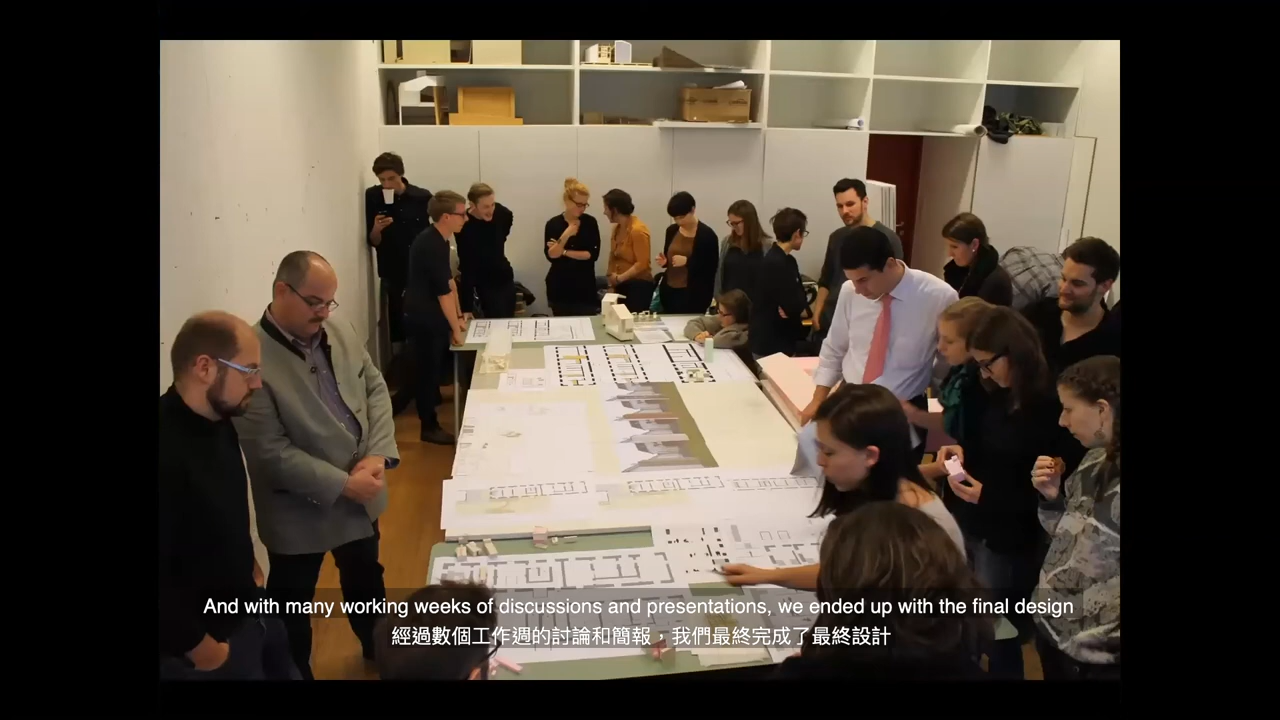 And with many working weeks of discussions and presentations, we ended up with the final design
經過數個工作週的討論和簡報，我們最終完成了最終設計